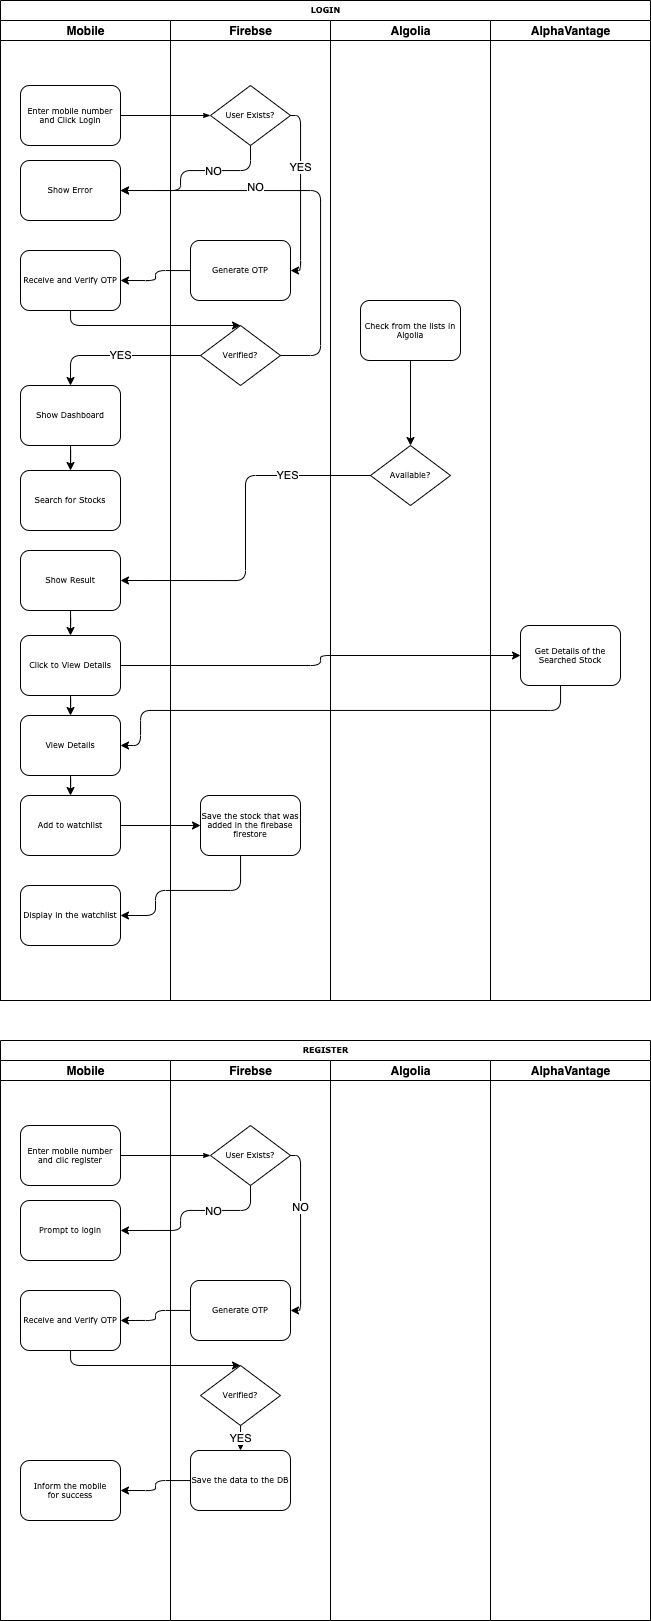 LOGIN
Mobile
Firebse
Algolia
AlphaVantage
Enter mobile number
and Click Login
User Exists?
YES
NO
NO
Show Error
Receive and Verify OTP
Generate OTP
Verified?
Check from the lists in
Algolia
YES
Show Dashboard
Search for Stocks
YES
Available?
Show Result
Click to View Details
Get Details of the
Searched Stock
View Details
Add to watchlist
Save the stock that was
added in the firebase
firestore
Display in the watchlist
REGISTER
Mobile
Firebse
Algolia
AlphaVantage
Enter mobile number
and clic register
User Exists?
NO
NO
Prompt to login
Receive and Verify OTP
Generate OTP
Verified?
YES
Save the data to the DB
Inform the mobile
for success